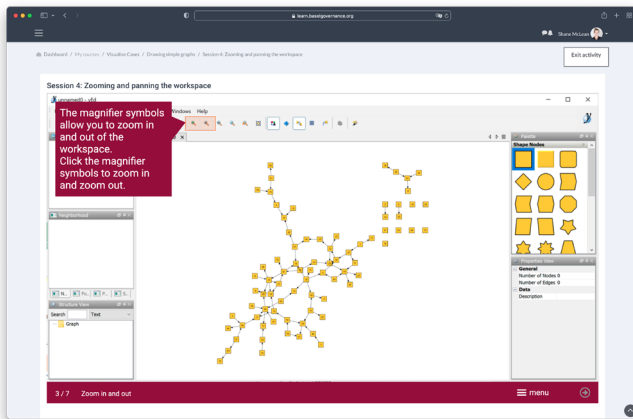 learn.baselgovernance.org
Shane McLean
Dashboard / My courses / Visualise Cases / Drawing simple graphs / Session 4: Zooming and panning the workspace
Exit activity
Session 4: Zooming and panning the workspace
unnamed0 - yEd
Windows Help
The magnifier symbols
allow you to zoom in
and out of the
workspace.
Click the magnifier
symbols to zoom in
and zoom out.
Palette
Shape Nodes
Neighborhood
N... Fo... P... S...
Structure View
Search Text
Graph
Properties View
General
Number of Nodes 0
Number of Edges 0
Data
Description
3 / 7 Zoom in and out
menu